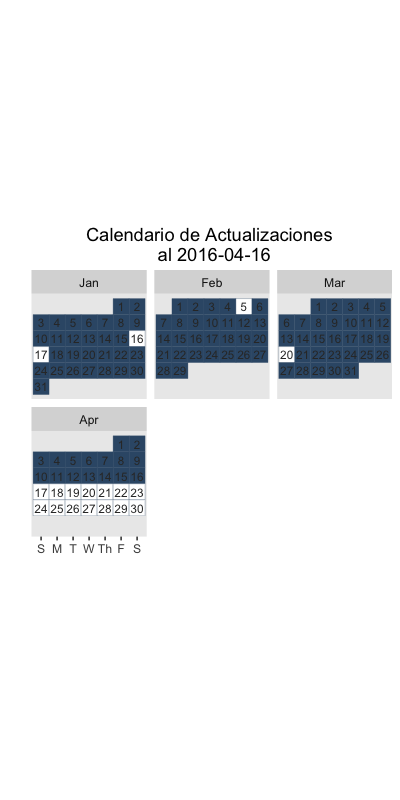 Calendario de Actualizaciones
al 2016-04-16
Jan Feb Mar
1 2 1 2 3 4 5 6 1 2 3 4 5
3 4 5 6 7 8 9 7 8 9 10 11 12 13 6 7 8 9 10 11 12
10 11 12 13 14 15 16 14 15 16 17 18 19 20 13 14 15 16 17 18 19
17 18 19 20 21 22 23 21 22 23 24 25 26 27 20 21 22 23 24 25 26
24 25 26 27 28 29 30 28 29 27 28 29 30 31
31
Apr
1 2
3 4 5 6 7 8 9
10 11 12 13 14 15 16
17 18 19 20 21 22 23
24 25 26 27 28 29 30
S M T W Th F S